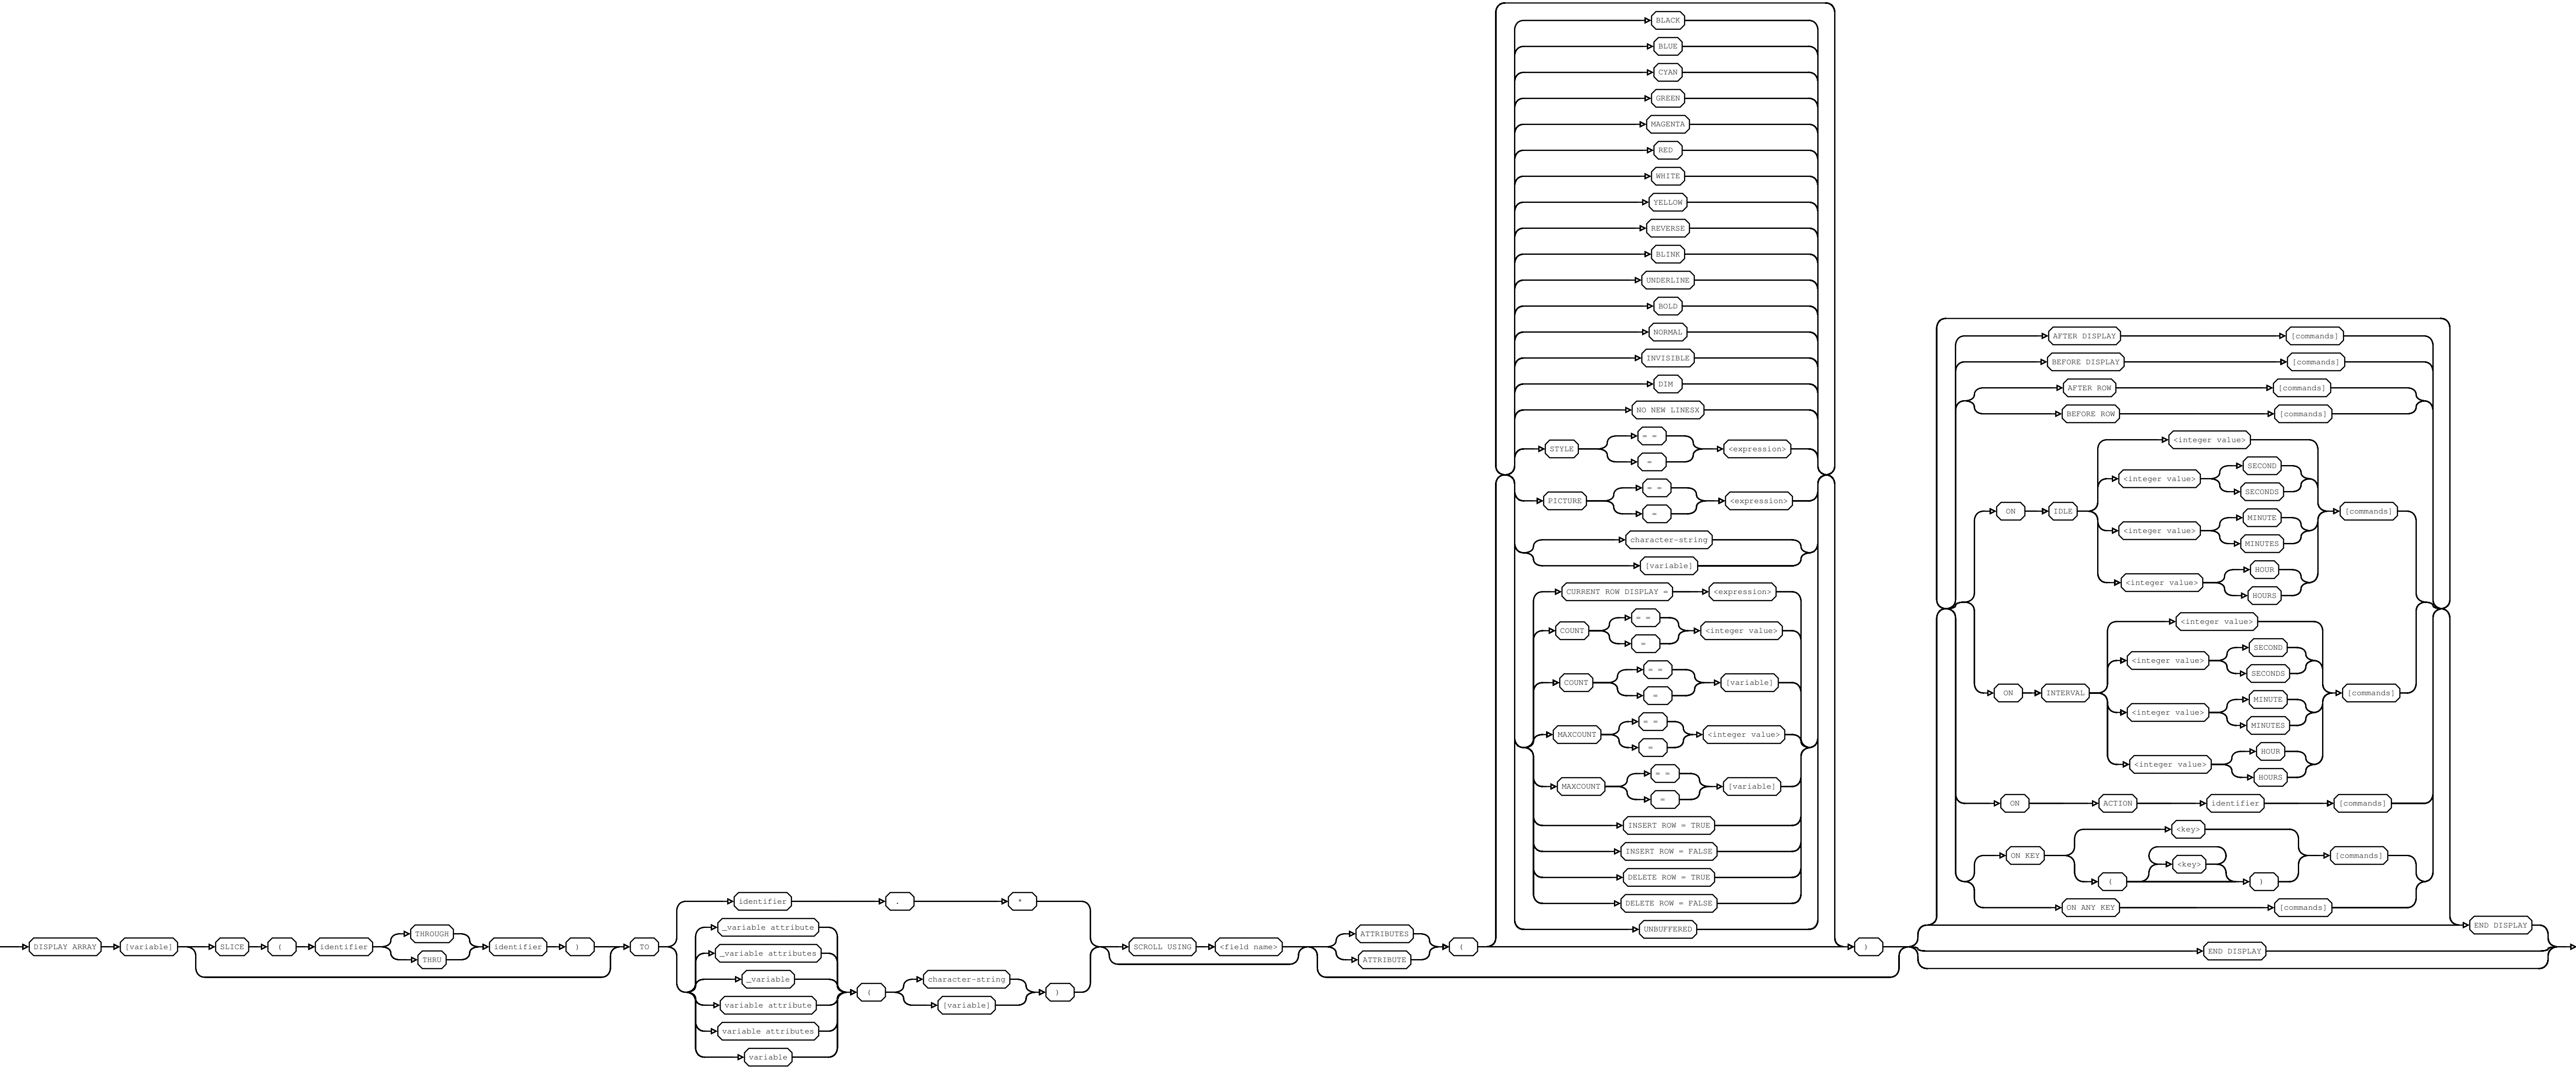 BLACK
BLUE
CYAN
GREEN
MAGENTA
RED
WHITE
YELLOW
REVERSE
BLINK
UNDERLINE
BOLD
NORMAL
INVISIBLE
DIM
NO NEW LINESX
= =
STYLE <expression>
=
= =
PICTURE <expression>
=
character-string
[variable]
CURRENT ROW DISPLAY = <expression>
= =
COUNT <integer value>
=
= =
COUNT [variable]
=
= =
MAXCOUNT <integer value>
=
= =
MAXCOUNT [variable]
=
INSERT ROW = TRUE
INSERT ROW = FALSE
DELETE ROW = TRUE
DELETE ROW = FALSE
UNBUFFERED
AFTER DISPLAY [commands]
BEFORE DISPLAY [commands]
AFTER ROW [commands]
BEFORE ROW [commands]
<integer value>
SECOND
<integer value>
SECONDS
ON IDLE [commands]
MINUTE
<integer value>
MINUTES
HOUR
<integer value>
HOURS
<integer value>
SECOND
<integer value>
SECONDS
ON INTERVAL [commands]
MINUTE
<integer value>
MINUTES
HOUR
<integer value>
HOURS
ON ACTION identifier [commands]
<key>
ON KEY [commands]
<key>
( )
ON ANY KEY [commands]
identifier . *
_variable attribute
_variable attributes
_variable
variable attribute
variable attributes
variable
character-string
( )
[variable]
THROUGH
DISPLAY ARRAY [variable] SLICE ( identifier identifier ) TO
THRU
SCROLL USING <field name>
ATTRIBUTES
ATTRIBUTE
( )
END DISPLAY
END DISPLAY